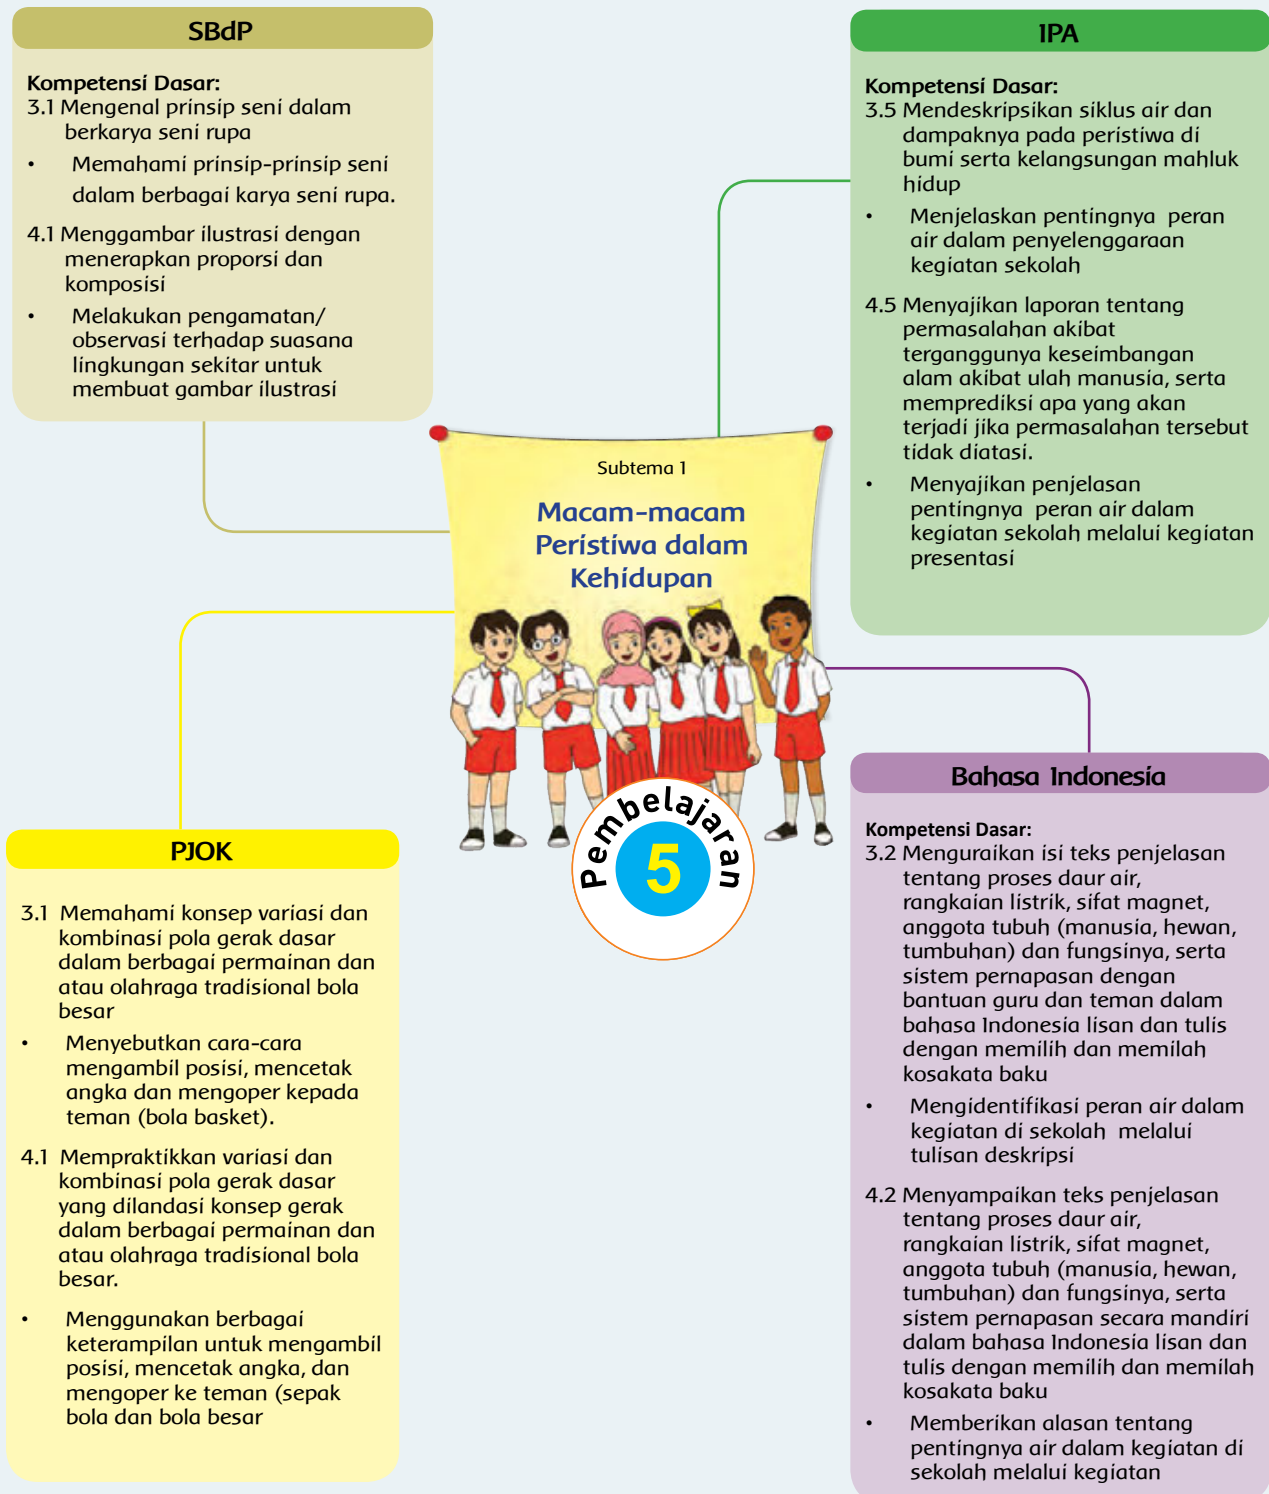 SBdP
Kompetensi Dasar:
3.1 Mengenal prinsip seni dalam
berkarya seni rupa
• Memahami prinsip-prinsip seni
dalam berbagai karya seni rupa.
4.1 Menggambar ilustrasi dengan
menerapkan proporsi dan
komposisi
• Melakukan pengamatan/
observasi terhadap suasana
lingkungan sekitar untuk
membuat gambar ilustrasi
IPA
Kompetensi Dasar:
3.5 Mendeskripsikan siklus air dan
dampaknya pada peristiwa di
bumi serta kelangsungan mahluk
hidup
• Menjelaskan pentingnya peran
air dalam penyelenggaraan
kegiatan sekolah
4.5 Menyajikan laporan tentang
permasalahan akibat
terganggunya keseimbangan
alam akibat ulah manusia, serta
memprediksi apa yang akan
terjadi jika permasalahan tersebut
tidak diatasi.
• Menyajikan penjelasan
pentingnya peran air dalam
kegiatan sekolah melalui kegiatan
presentasi
Subtema 1
Macam-macam
Peristiwa dalam
Kehidupan
Pembelajaran
5
PJOK
3.1 Memahami konsep variasi dan
kombinasi pola gerak dasar
dalam berbagai permainan dan
atau olahraga tradisional bola
besar
• Menyebutkan cara-cara
mengambil posisi, mencetak
angka dan mengoper kepada
teman (bola basket).
4.1 Mempraktikkan variasi dan
kombinasi pola gerak dasar
yang dilandasi konsep gerak
dalam berbagai permainan dan
atau olahraga tradisional bola
besar.
• Menggunakan berbagai
keterampilan untuk mengambil
posisi, mencetak angka, dan
mengoper ke teman (sepak
bola dan bola besar
Bahasa Indonesia
Kompetensi Dasar:
3.2 Menguraikan isi teks penjelasan
tentang proses daur air,
rangkaian listrik, sifat magnet,
anggota tubuh (manusia, hewan,
tumbuhan) dan fungsinya, serta
sistem pernapasan dengan
bantuan guru dan teman dalam
bahasa Indonesia lisan dan tulis
dengan memilih dan memilah
kosakata baku
• Mengidentifikasi peran air dalam
kegiatan di sekolah melalui
tulisan deskripsi
4.2 Menyampaikan teks penjelasan
tentang proses daur air,
rangkaian listrik, sifat magnet,
anggota tubuh (manusia, hewan,
tumbuhan) dan fungsinya, serta
sistem pernapasan secara mandiri
dalam bahasa Indonesia lisan dan
tulis dengan memilih dan memilah
kosakata baku
• Memberikan alasan tentang
pentingnya air dalam kegiatan di
sekolah melalui kegiatan